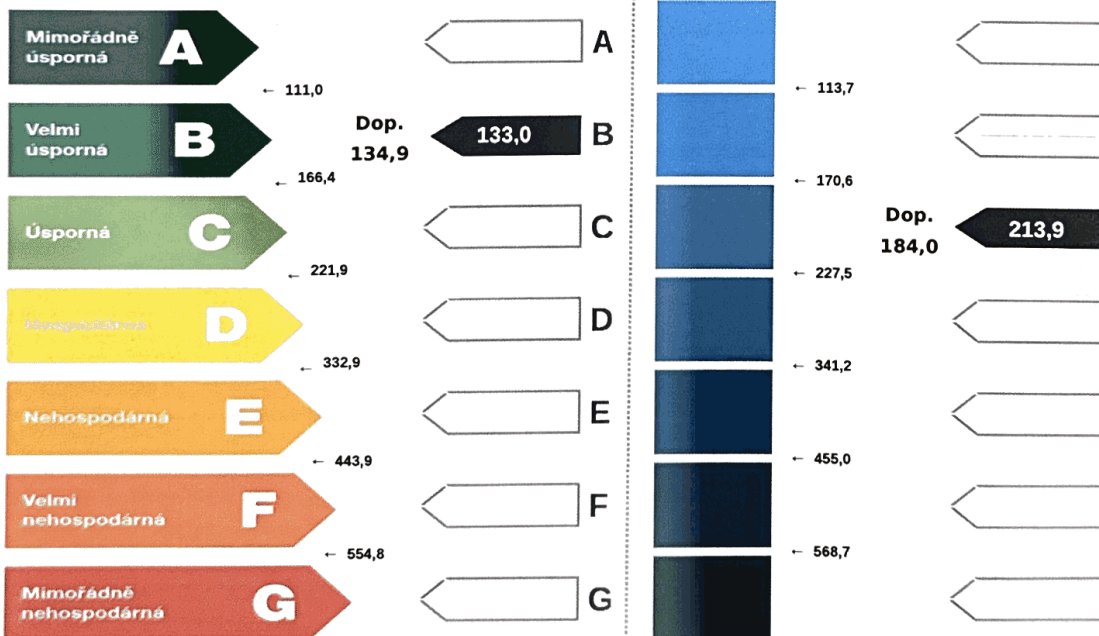 Mimořádně
úsporná
A
A
← 111,0
← 113,7
Velmi
úsporná
B
Dop.
134,9
133,0
B
← 166,4
← 170,6
Úsporná
C
C
Dop.
184,0
213,9
← 221,9
← 227,5
D
D
← 332,9
← 341,2
Nehospodárná
E
E
← 443,9
← 455,0
Velmi
nehospodárná
F
F
← 554,8
← 568,7
Mimořádně
nehospodárná
G
G